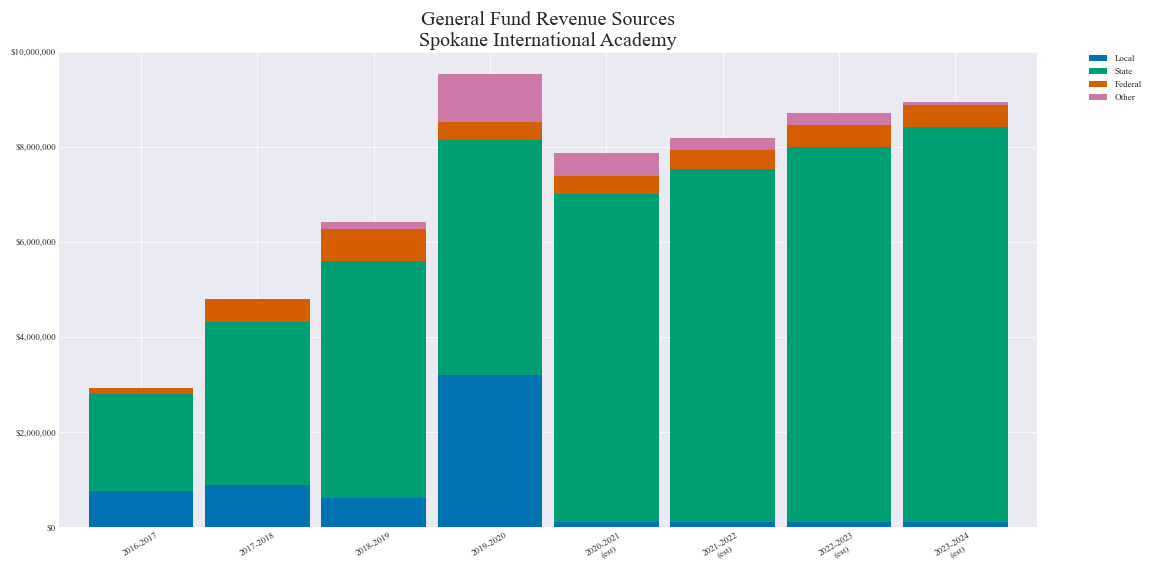 General Fund Revenue Sources
Spokane International Academy
$10,000,000
$8,000,000
$6,000,000
$4,000,000
$2,000,000
$0
2016-2017
2017-2018
2018-2019
2019-2020
2020-2021
(est)
2021-2022
(est)
2022-2023
(est)
2023-2024
(est)
Local
State
Federal
Other